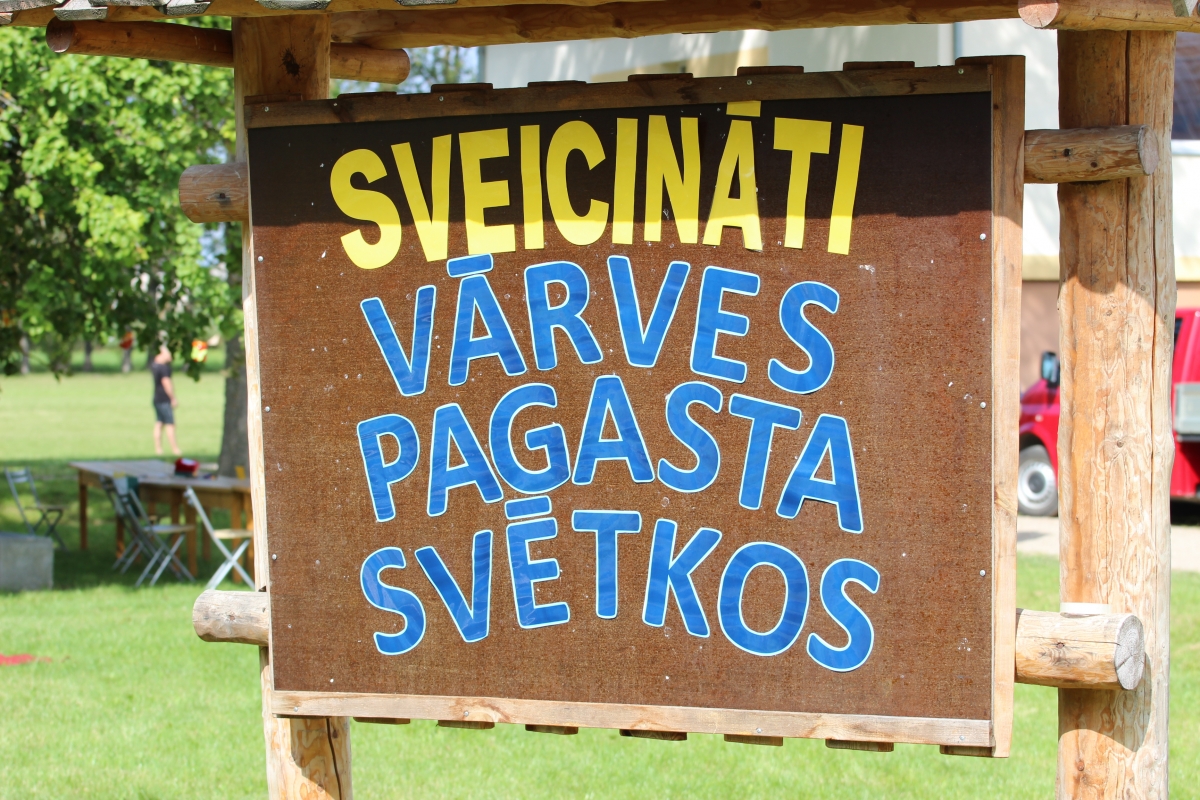 SVEICINĀTI
VĀRVES
PAGASTA
SVĒTKOS